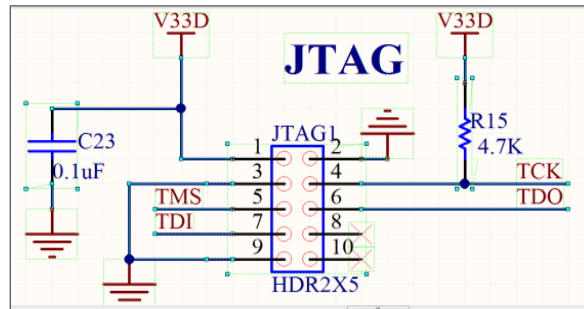 V33D
V33D
JTAG
C23
0.1uF
JTAG1
R15
4.7K
1 2
3 4 TCK
TMS 5 6 TDO
TDI 7 8
9 10
HDR2X5